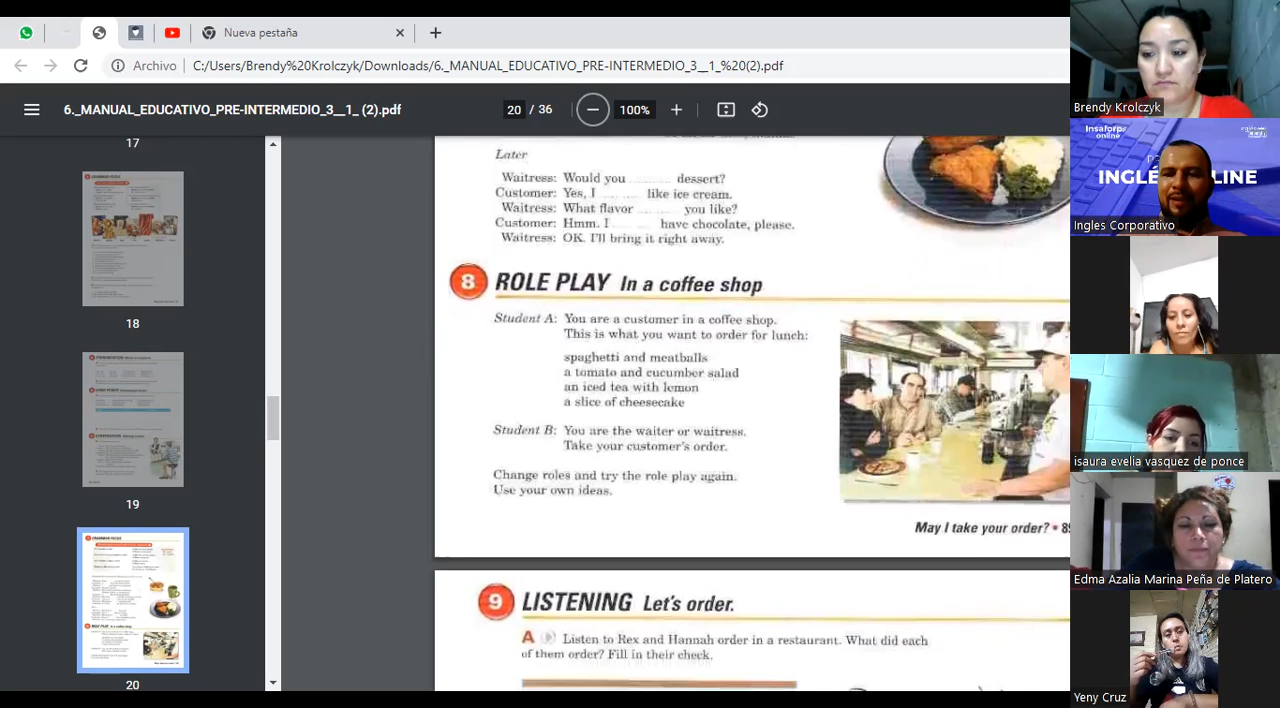 Nueva pestaña
Archivo
C:/Users/Brendy%20Krolczyk/Downloads/6._MANUAL_EDUCATIVO_PRE-INTERMEDIO_3__1_%20(2).pdf
6._MANUAL_EDUCATIVO_PRE-INTERMEDIO_3__1_ (2).pdf
20 / 36
100%
17
18
19
20
Later
Waitress: Would you ........ dessert?
Customer: Yes, I ........ like ice cream.
Waitress: What flavor ........ you like?
Customer: Hmm. I ........ have chocolate, please.
Waitress: OK. I'll bring it right away.
8 ROLE PLAY In a coffee shop
Student A: You are a customer in a coffee shop.
This is what you want to order for lunch:
spaghetti and meatballs
a tomato and cucumber salad
an iced tea with lemon
a slice of cheesecake
Student B: You are the waiter or waitress.
Take your customer's order.
Change roles and try the role play again.
Use your own ideas.
May I take your order? • 8
9 LISTENING Let's order.
A Listen to Rex and Hannah order in a restaurant. What did each
of them order? Fill in their check.
Brendy Krolczyk
Insaforp
online
INGLÉ LINE
Ingles Corporativo
isaura evelia vasquez de ponce
Edma Azalia Marina Peña de Platero
Yeny Cruz